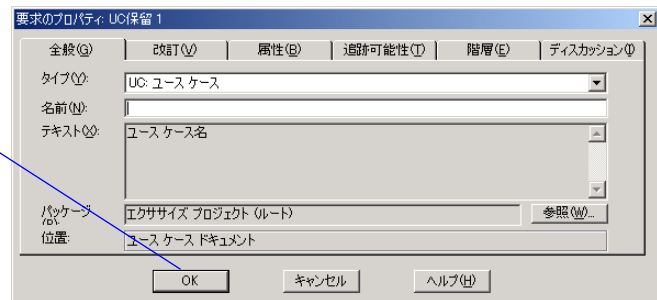 要求のプロパティ: UC保留 1
全般(G) 改訂(V) 属性(B) 追跡可能性(T) 階層(E) ディスカッション(I)
タイプ(Y): UC: ユース ケース
名前(N):
テキスト(X): ユース ケース名
パッケージ エクササイズ プロジェクト (ルート) 参照(W)...
位置: ユース ケース ドキュメント
OK キャンセル ヘルプ(H)